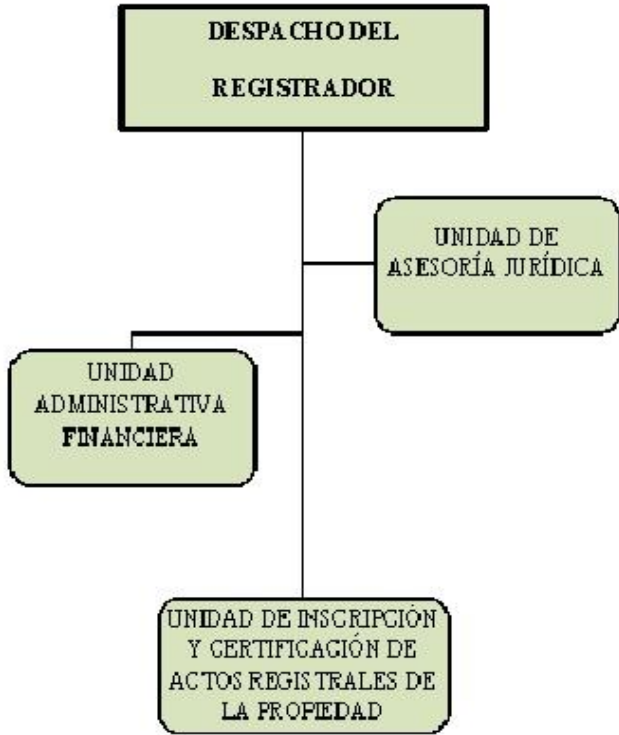 DESPACHO DEL
REGISTRADOR
UNIDAD DE
ASESORÍA JURÍDICA
UNIDAD
ADMINISTRATIVA
FINANCIERA
UNIDAD DE INSCRIPCIÓN
Y CERTIFICACIÓN DE
ACTOS REGISTRALES DE
LA PROPIEDAD